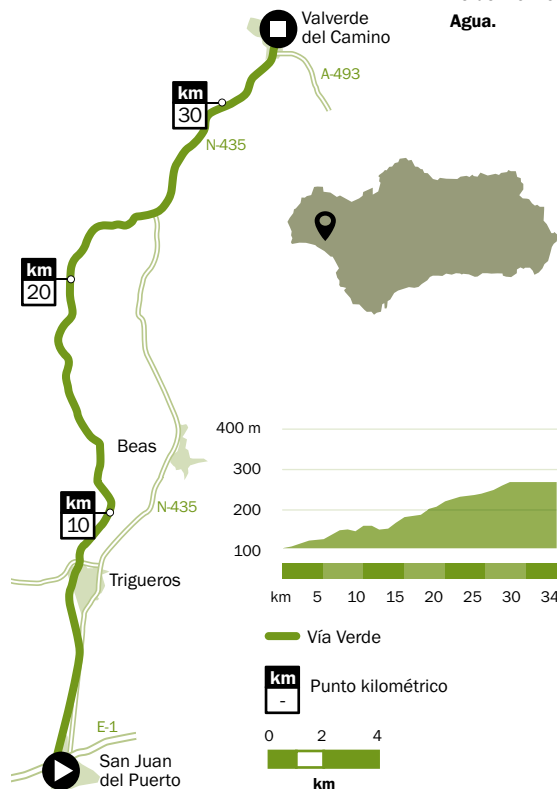 Agua.
Valverde
del Camino
A-493
km
30
N-435
km
20
Beas
N-435
km
10
Trigueros
E-1
San Juan
del Puerto
400 m
300
200
100
km 5 10 15 20 25 30 34
Vía Verde
km
-
Punto kilométrico
0 2 4
km